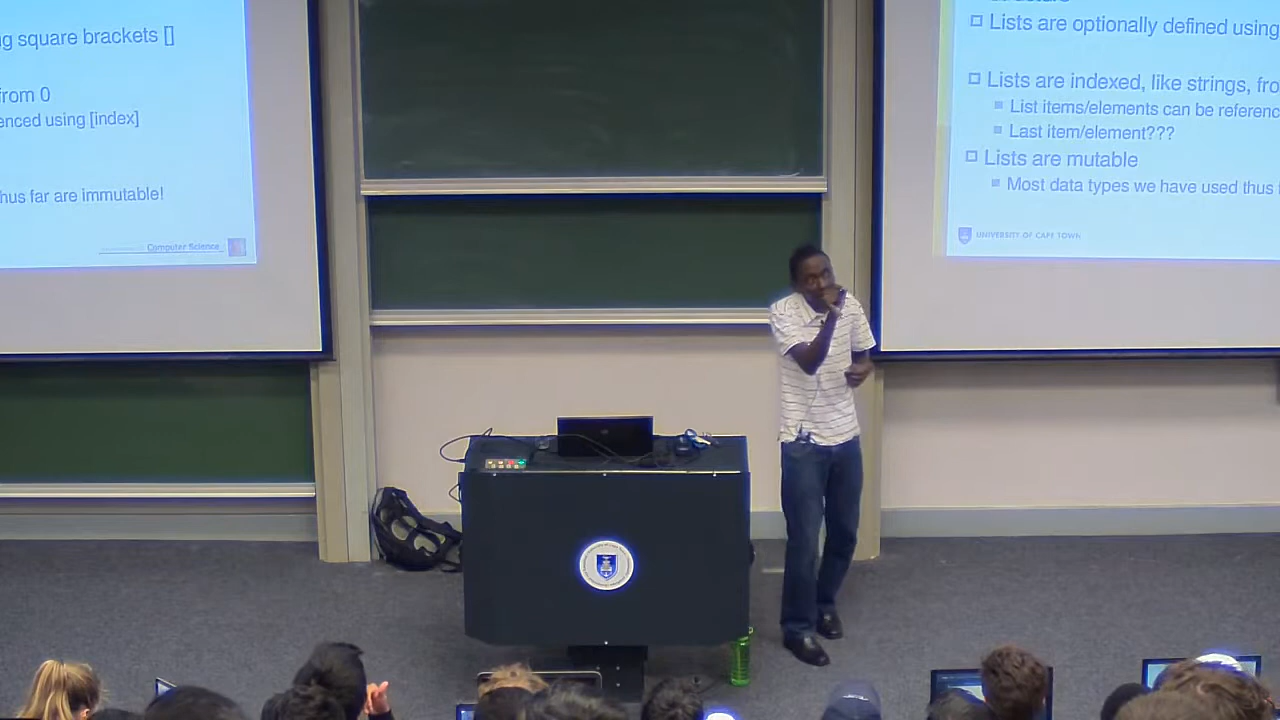 ng square brackets []
from 0
enced using [index]
hus far are immutable!
Computer Science
structure
Lists are optionally defined using
Lists are indexed, like strings, fro
List items/elements can be referenc
Last item/element???
Lists are mutable
Most data types we have used thus
UNIVERSITY OF CAPE TOWN